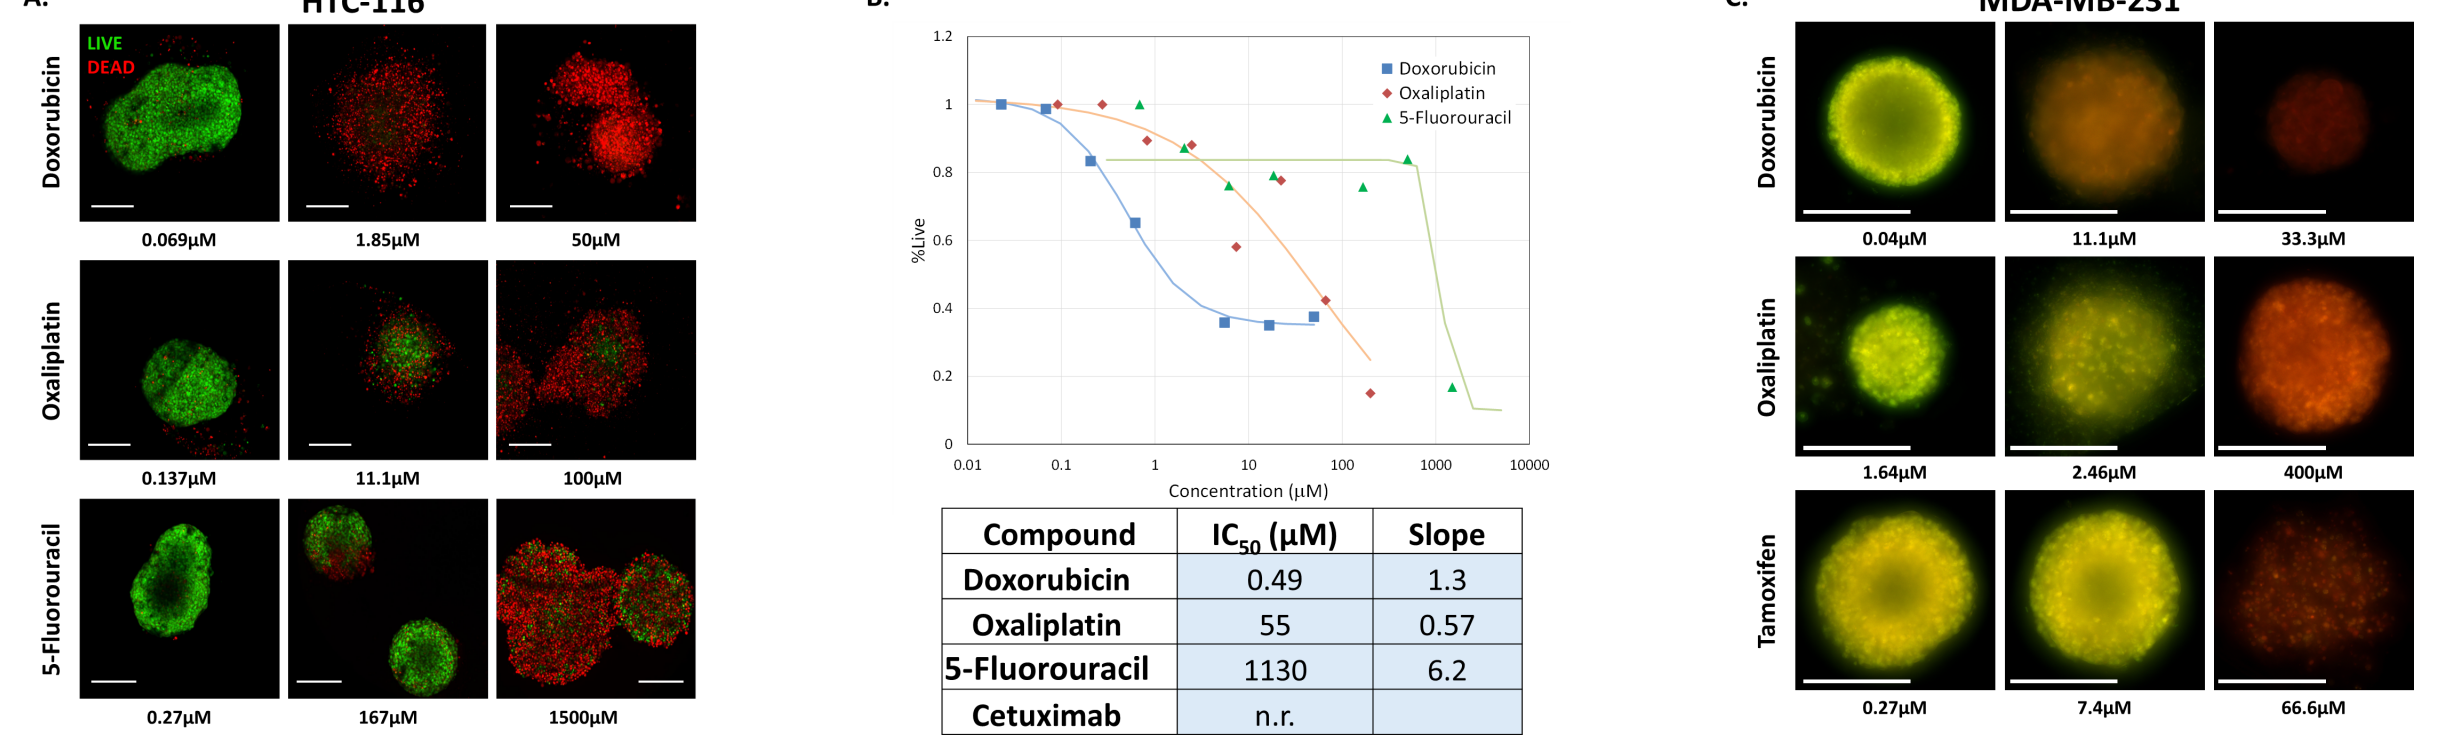 A.
HTC-116
LIVE
DEAD
Doxorubicin
0.069µM
1.85µM
50µM
Oxaliplatin
0.137µM
11.1µM
100µM
5-Fluorouracil
0.27µM
167µM
1500µM
B.
1.2
1
0.8
0.6
0.4
0.2
0
%Live
Doxorubicin
Oxaliplatin
5-Fluorouracil
0.01 0.1 1 10 100 1000 10000
Concentration (µM)
Compound IC50 (µM) Slope
Doxorubicin 0.49 1.3
Oxaliplatin 55 0.57
5-Fluorouracil 1130 6.2
Cetuximab n.r.
C.
MDA-MB-231
Doxorubicin
0.04µM
11.1µM
33.3µM
Oxaliplatin
1.64µM
2.46µM
400µM
Tamoxifen
0.27µM
7.4µM
66.6µM